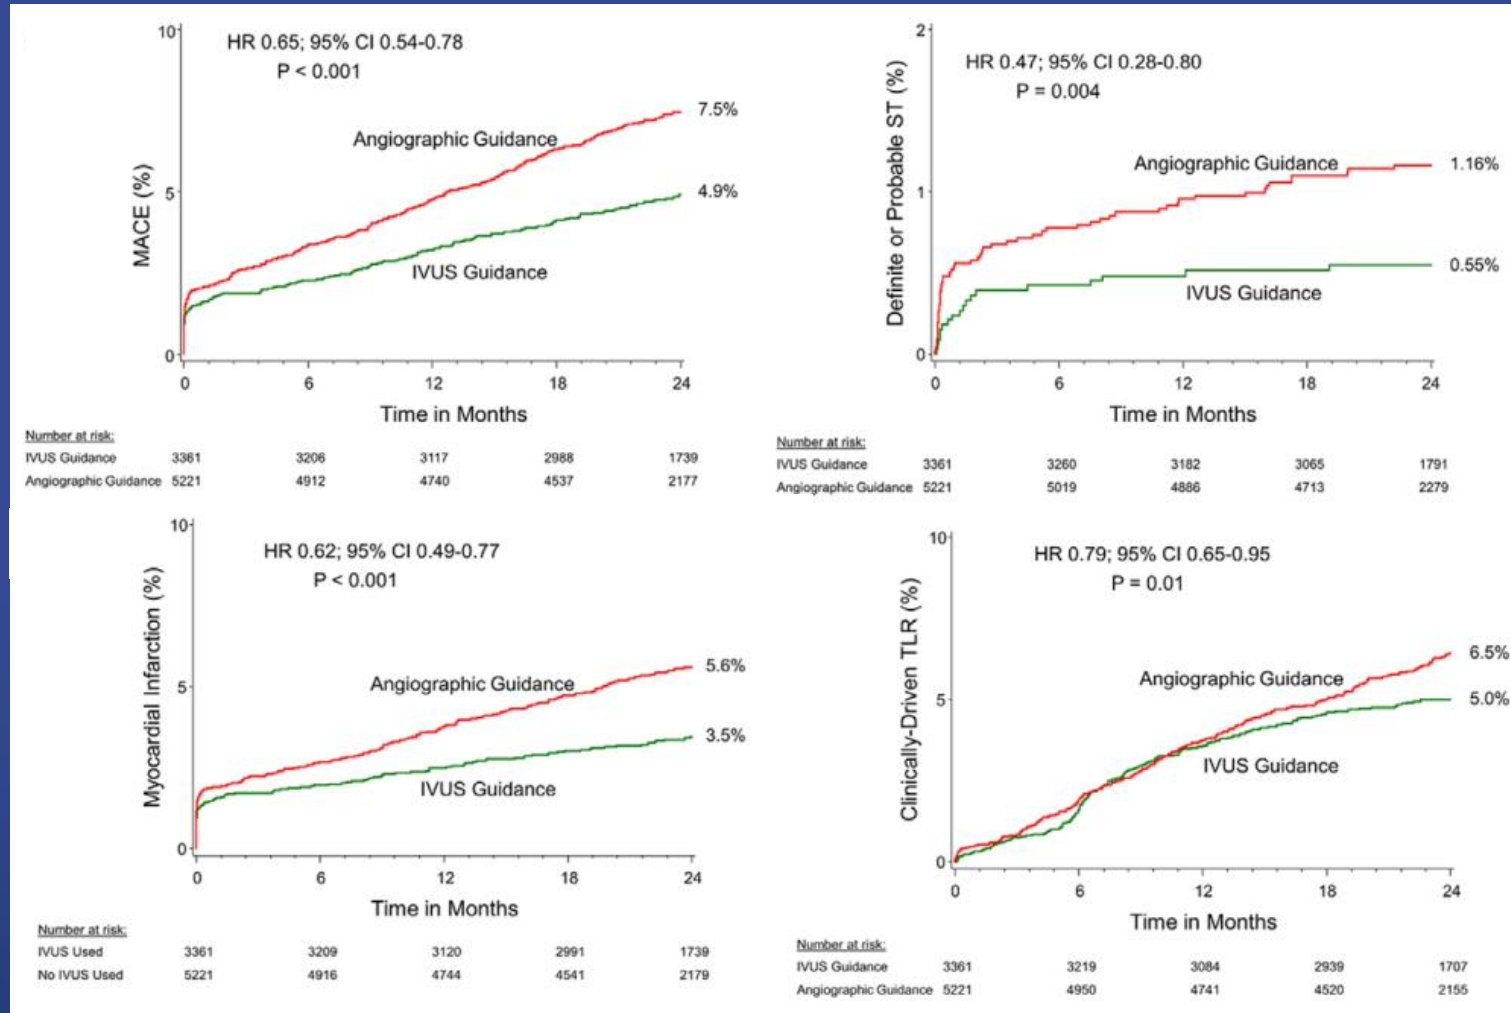 HR 0.65; 95% CI 0.54-0.78
P < 0.001
10
5
0
MACE (%)
Angiographic Guidance
IVUS Guidance
7.5%
4.9%
0 6 12 18 24
Time in Months
Number at risk:
IVUS Guidance 3361 3206 3117 2988 1739
Angiographic Guidance 5221 4912 4740 4537 2177
HR 0.47; 95% CI 0.28-0.80
P = 0.004
2
1
0
Definite or Probable ST (%)
Angiographic Guidance
IVUS Guidance
1.16%
0.55%
0 6 12 18 24
Time in Months
Number at risk:
IVUS Guidance 3361 3260 3182 3065 1791
Angiographic Guidance 5221 5019 4886 4713 2279
HR 0.62; 95% CI 0.49-0.77
P < 0.001
10
5
0
Myocardial Infarction (%)
Angiographic Guidance
IVUS Guidance
5.6%
3.5%
0 6 12 18 24
Time in Months
Number at risk:
IVUS Used 3361 3209 3120 2991 1739
No IVUS Used 5221 4916 4744 4541 2179
HR 0.79; 95% CI 0.65-0.95
P = 0.01
10
5
0
Clinically-Driven TLR (%)
Angiographic Guidance
IVUS Guidance
6.5%
5.0%
0 6 12 18 24
Time in Months
Number at risk:
IVUS Guidance 3361 3219 3084 2939 1707
Angiographic Guidance 5221 4950 4741 4520 2155